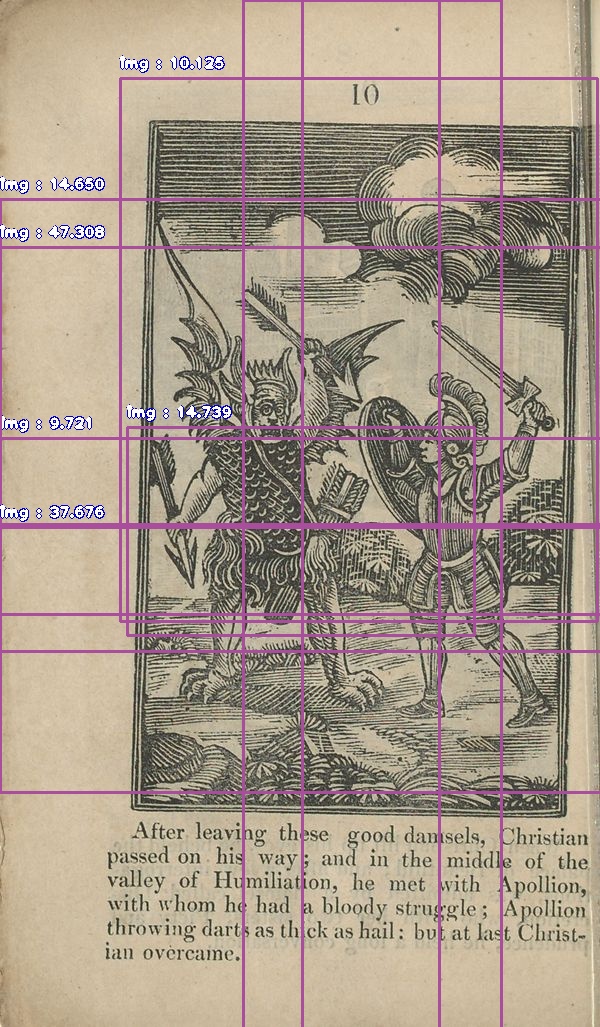 img : 10.125
10
img : 14.650
img : 47.308
img : 14.739
img : 9.721
img : 37.676
After leaving these good damsels, Christian
passed on his way; and in the middle of the
valley of Humiliation, he met with Apollion,
with whom he had a bloody struggle; Apollion
throwing darts as thick as hail: but at last Christ-
ian overcame.